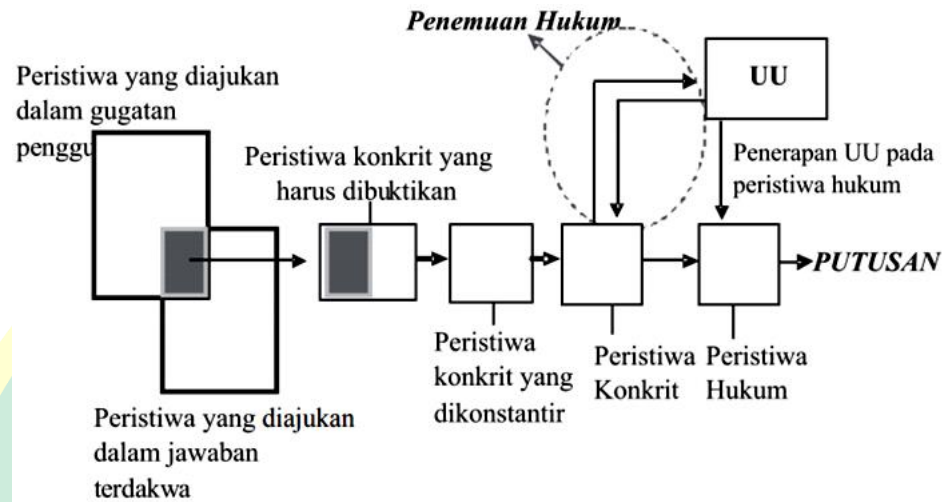 Penemuan Hukum
Peristiwa yang diajukan
dalam gugatan
UU
Peristiwa konkrit yang
harus dibuktikan
Penerapan UU pada
peristiwa hukum
PUTUSAN
Peristiwa
konkrit yang
dikonstantir
Peristiwa
Konkrit
Peristiwa
Hukum
Peristiwa yang diajukan
dalam jawaban
terdakwa